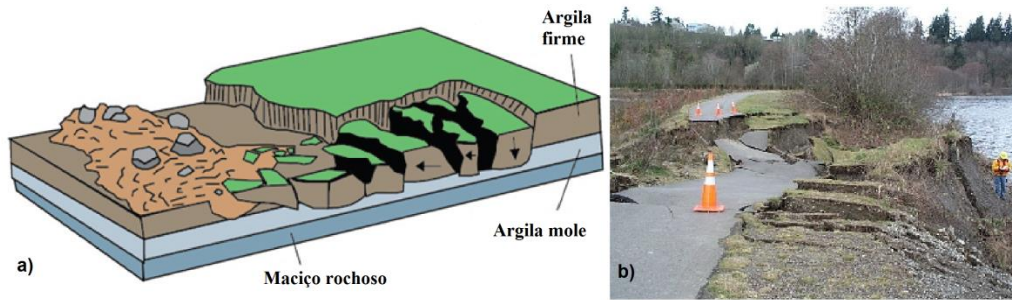 Argila
firme
Argila mole
Maciço rochoso
a)
b)